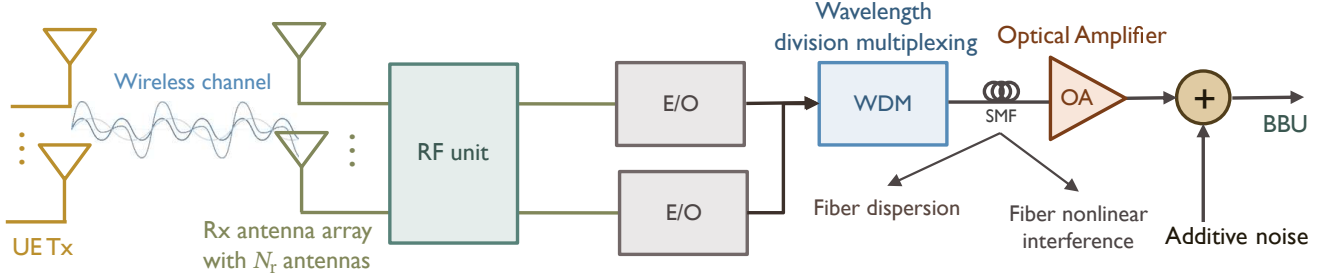 UE Tx
Wireless channel
Rx antenna array
with Nr antennas
RF unit
E/O
E/O
Wavelength
division multiplexing
WDM
SMF
Fiber dispersion
Fiber nonlinear
interference
Optical Amplifier
OA
+
Additive noise
BBU